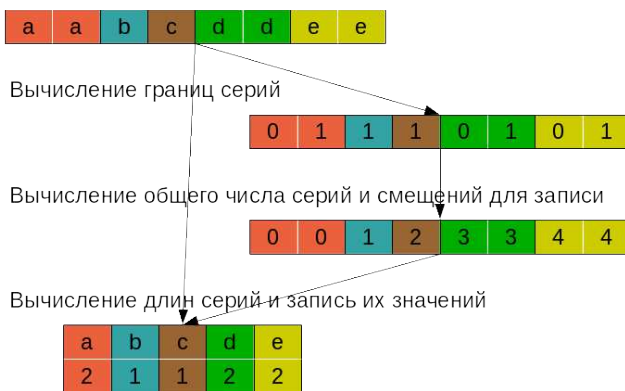 a a b c d d e e
Вычисление границ серий
0 1 1 1 0 1 0 1
Вычисление общего числа серий и смещений для записи
0 0 1 2 3 3 4 4
Вычисление длин серий и запись их значений
a b c d e
2 1 1 2 2